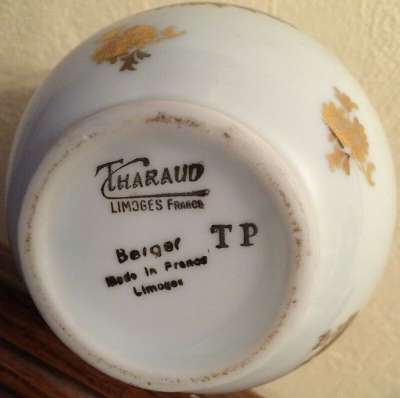 THARAUD
LIMOGES FRANCE
TP
Berger
Made in France
Limoges